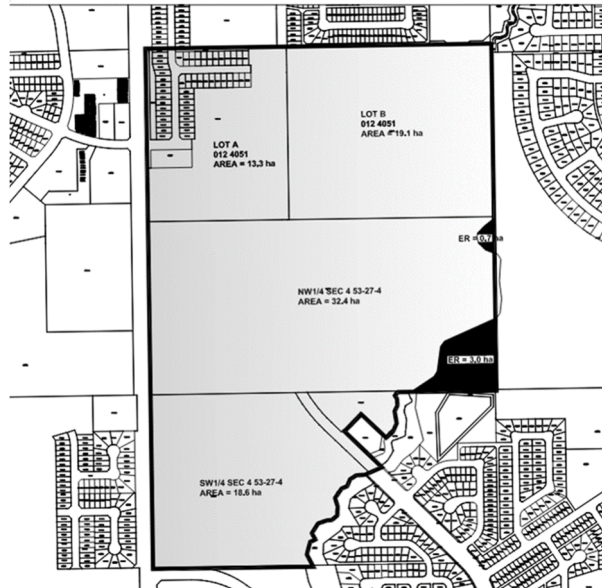 LOT B
012 4051
AREA = 19.1 ha
LOT A
012 4051
AREA = 13.3 ha
ER = 0.7 ha
NW1/4 SEC 4 53-27-4
AREA = 32.4 ha
ER = 3.0 ha
SW1/4 SEC 4 53-27-4
AREA = 18.6 ha